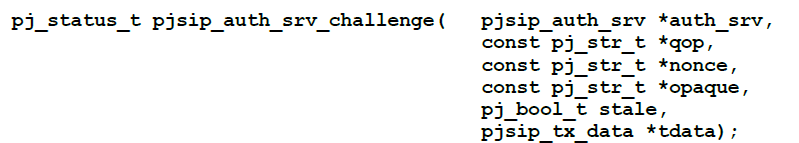 pj_status_t pjsip_auth_srv_challenge( pjsip_auth_srv *auth_srv,
const pj_str_t *qop,
const pj_str_t *nonce,
const pj_str_t *opaque,
pj_bool_t stale,
pjsip_tx_data *tdata);